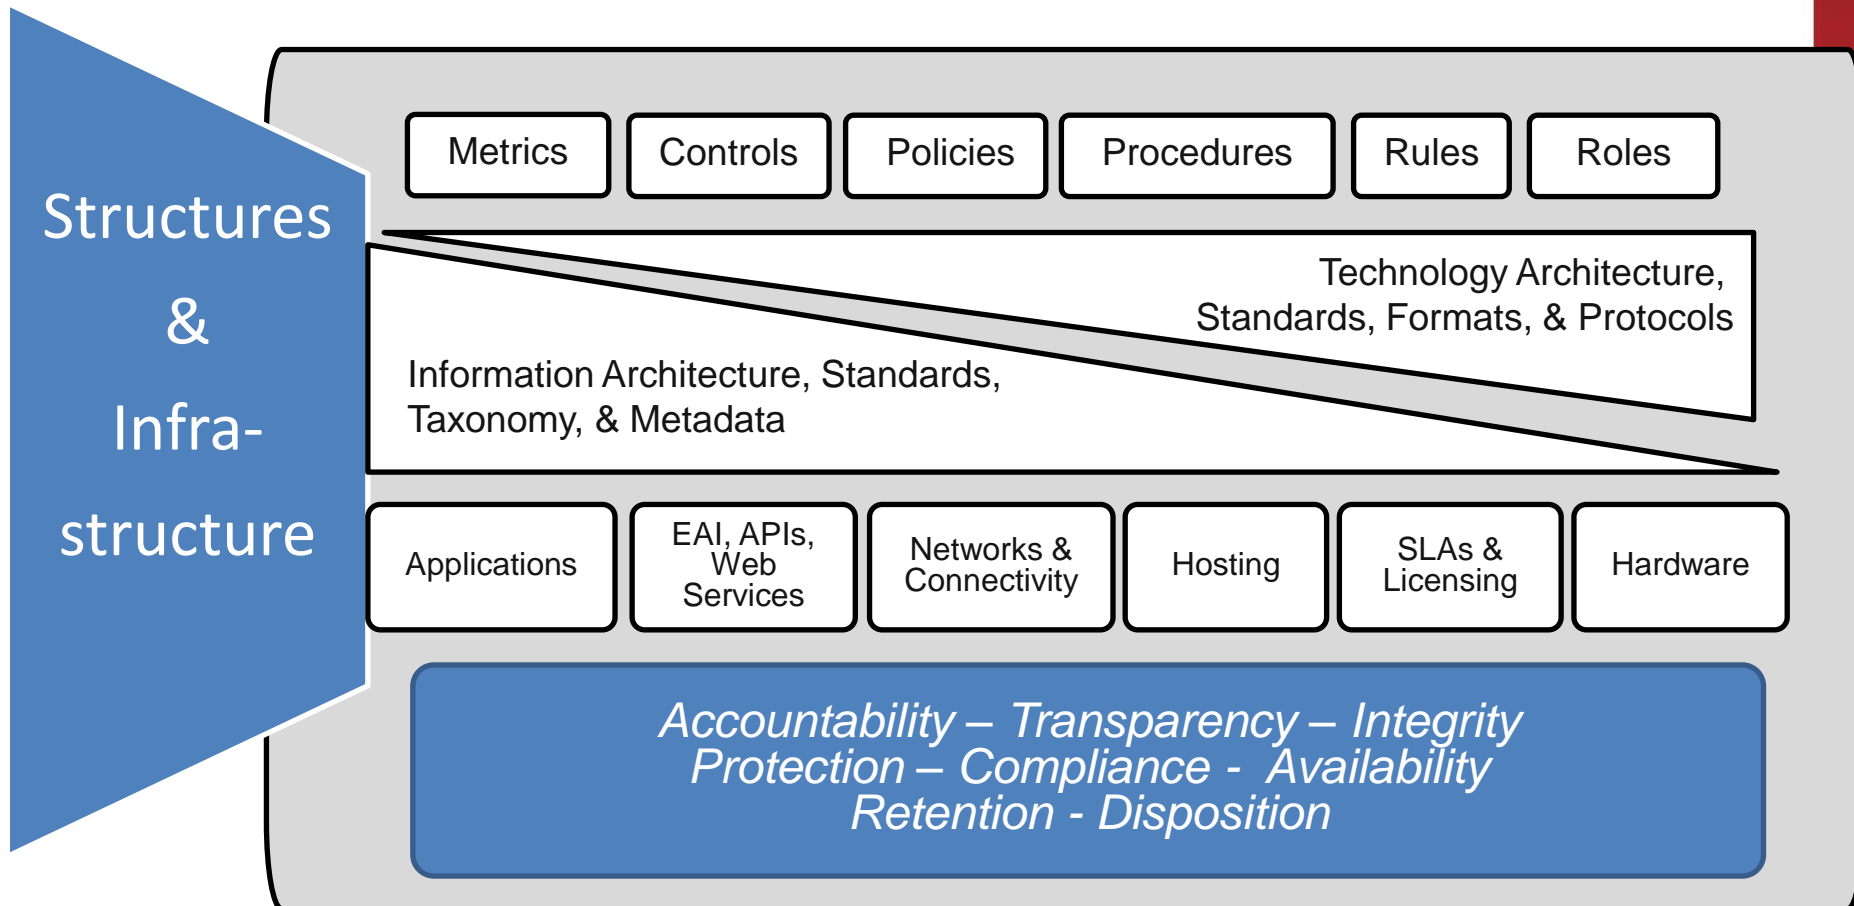 Structures
&
Infra-
structure
Metrics
Controls
Policies
Procedures
Rules
Roles
Technology Architecture,
Standards, Formats, & Protocols
Information Architecture, Standards,
Taxonomy, & Metadata
Applications
EAI, APIs,
Web
Services
Networks &
Connectivity
Hosting
SLAs &
Licensing
Hardware
Accountability – Transparency – Integrity
Protection – Compliance - Availability
Retention - Disposition